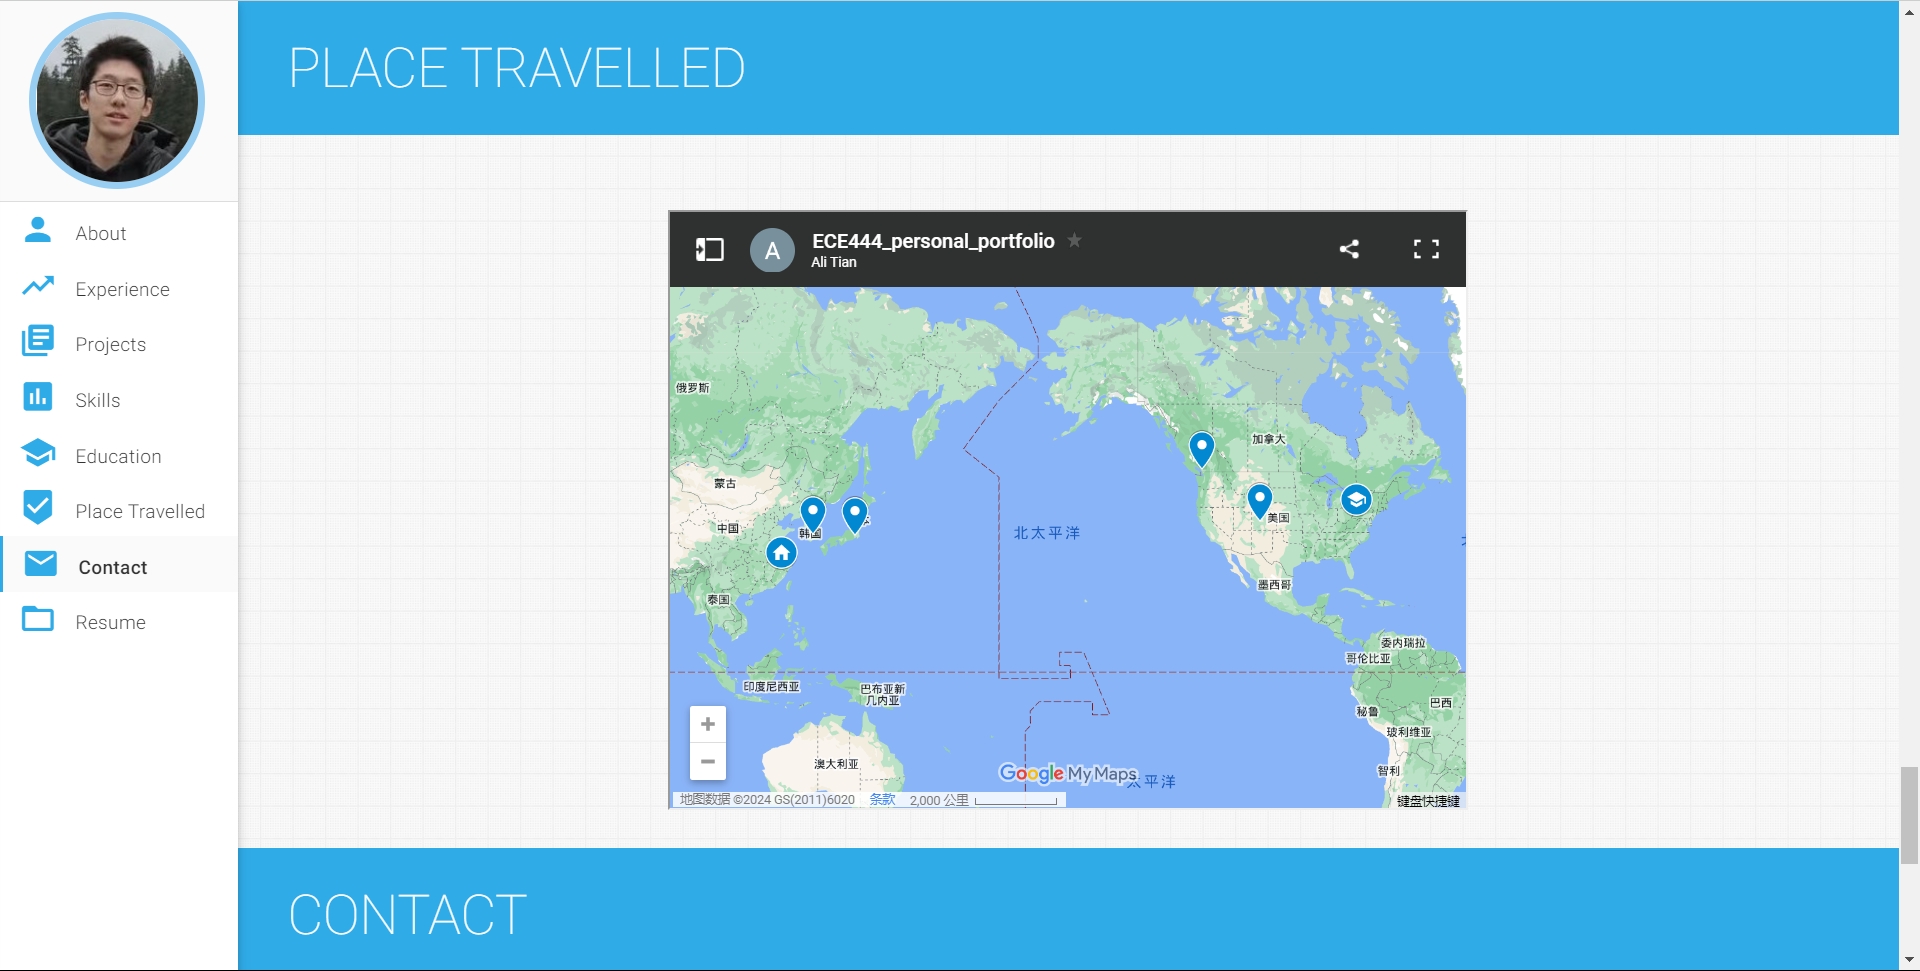 PLACE TRAVELLED
About
Experience
Projects
Skills
Education
Place Travelled
Contact
Resume
A
ECE444_personal_portfolio
Ali Tian
俄罗斯
加拿大
蒙古
中国
韩国
美国
北太平洋
墨西哥
泰国
委内瑞拉
哥伦比亚
印度尼西亚
巴布亚新
几内亚
巴西
秘鲁
玻利维亚
澳大利亚
智利
Google My Maps
太平洋
地图数据 ©2024 GS(2011)6020 条款 2,000 公里
键盘快捷键
CONTACT